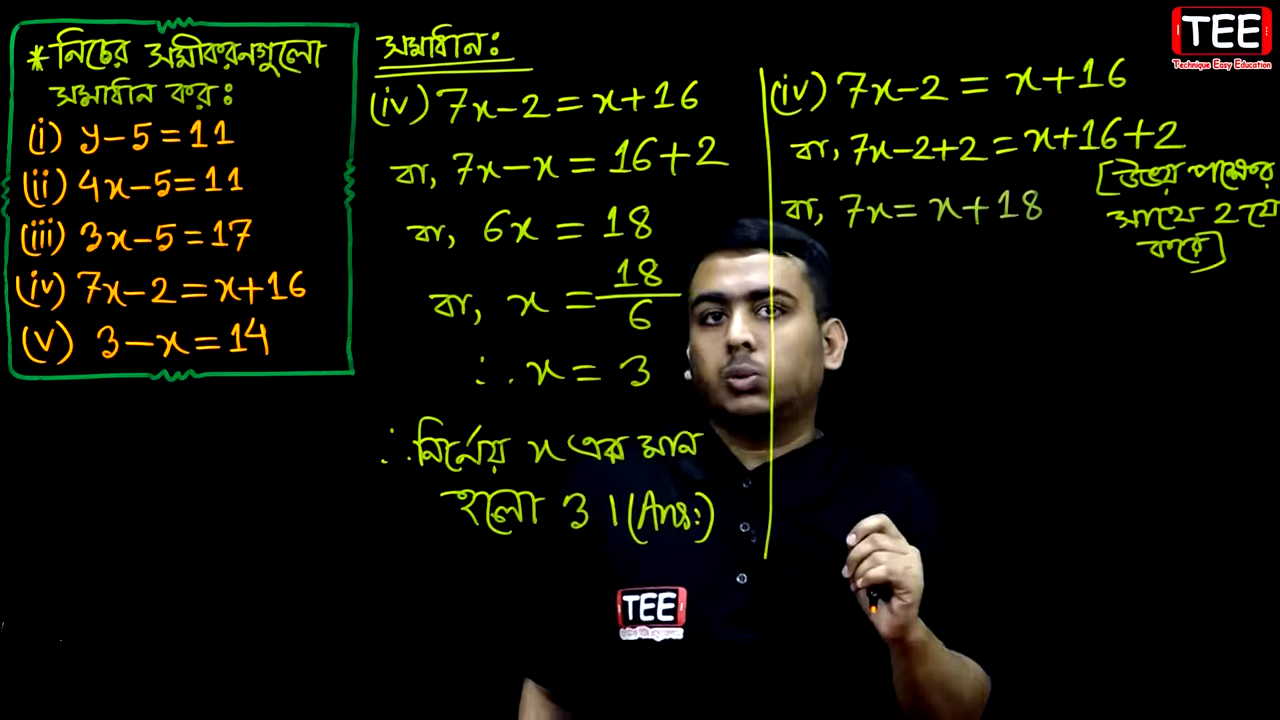 * নিচের সমীকরনগুলো
সমাধান কর:
(i) y-5=11
(ii) 4x-5=11
(iii) 3x-5=17
(iv) 7x-2=x+16
(v) 3-x=14
সমাধান:
(iv) 7x-2=x+16
বা, 7x-x=16+2
বা, 6x=18
বা, x=18/6
∴ x=3
∴ নির্নেয় x এর মান
হলো 3।(Ans:)
(iv) 7x-2=x+16
বা, 7x-2+2=x+16+2
[উভয় পক্ষের
সাথে 2 যো
করে]
বা, 7x=x+18
TEE
Technique Easy Education
TEE